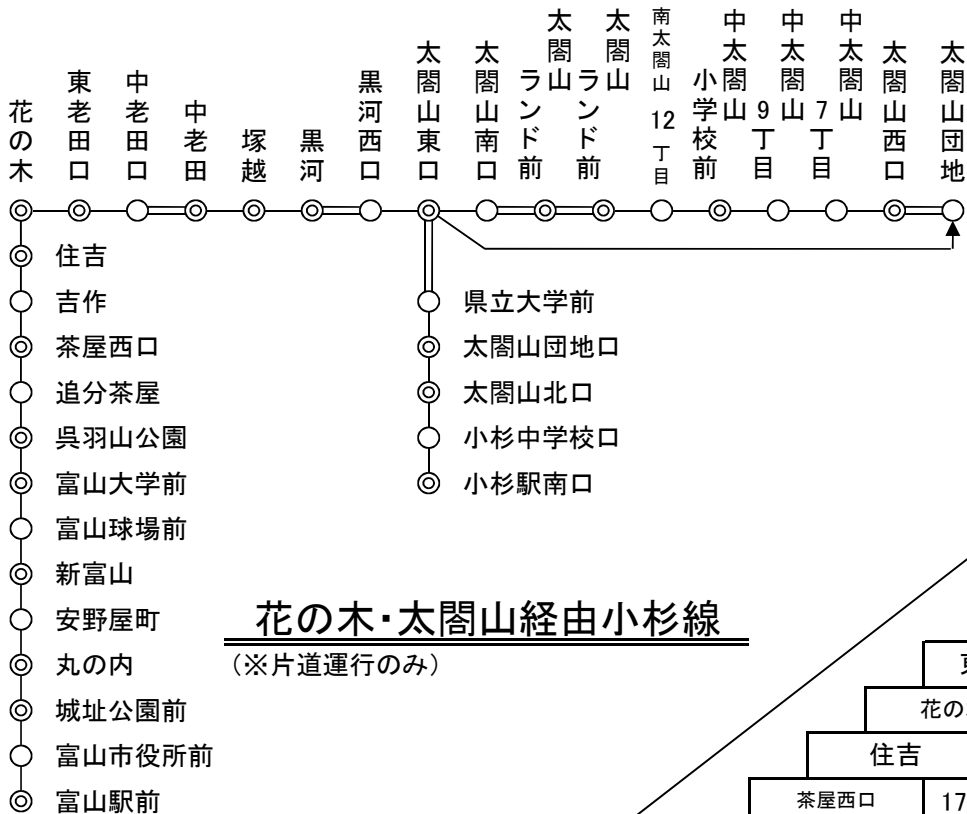 花の木
東老田口
中老田口
中老田
塚越
黒河
黒河西口
太閤山東口
太閤山南口
太閤山
ランド前
太閤山
ランド前
南太閤山12丁目
中太閤山
小学校前
中太閤山
9丁目
中太閤山
7丁目
太閤山西口
太閤山団地
住吉
吉作
茶屋西口
追分茶屋
呉羽山公園
富山大学前
富山球場前
新富山
安野屋町
丸の内
城址公園前
富山市役所前
富山駅前
県立大学前
太閤山団地口
太閤山北口
小杉中学校口
小杉駅南口
花の木・太閤山経由小杉線
(※片道運行のみ)
花の
住吉
茶屋西口 17